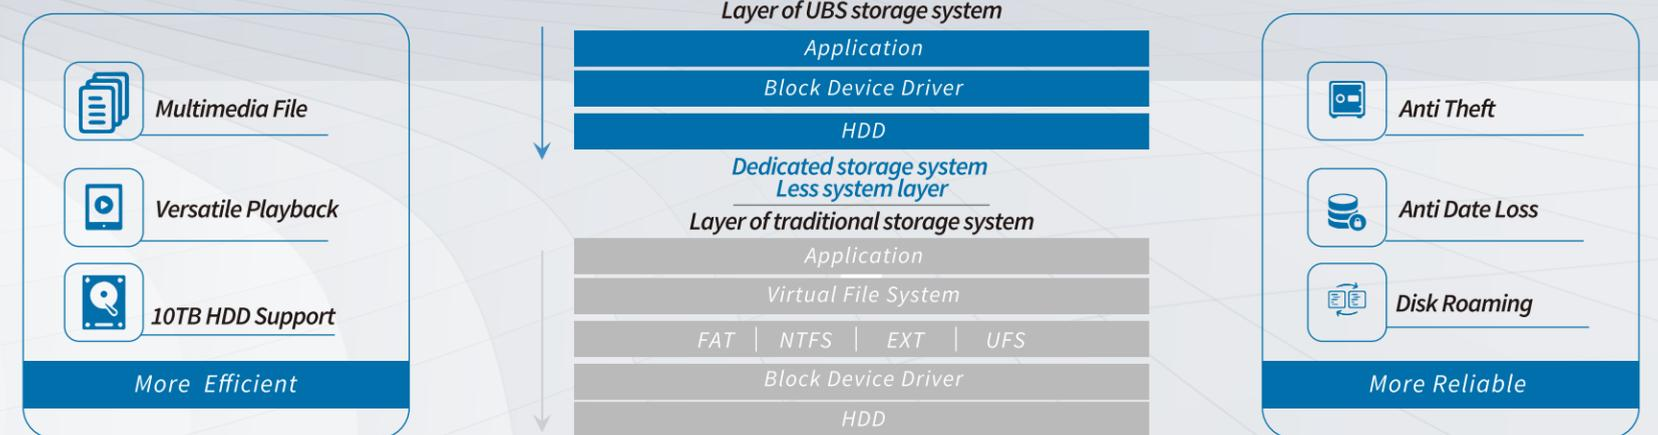 Multimedia File
Versatile Playback
10TB HDD Support
More Efficient
Layer of UBS storage system
Application
Block Device Driver
HDD
Dedicated storage system
Less system layer
Layer of traditional storage system
Application
Virtual File System
FAT | NTFS | EXT | UFS
Block Device Driver
HDD
Anti Theft
Anti Date Loss
Disk Roaming
More Reliable